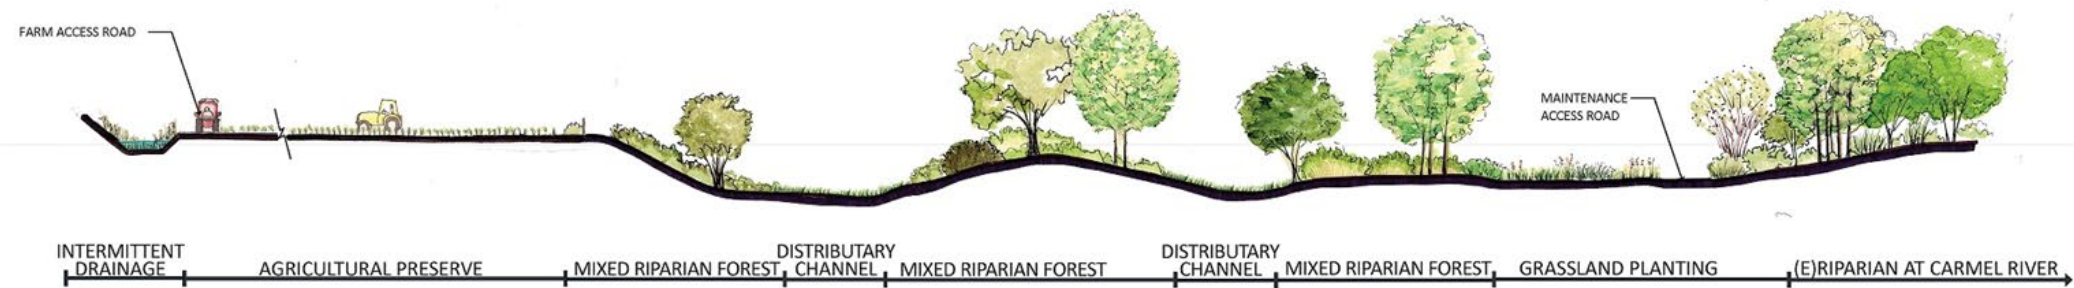 FARM ACCESS ROAD
MAINTENANCE
ACCESS ROAD
INTERMITTENT
DRAINAGE
AGRICULTURAL PRESERVE
MIXED RIPARIAN FOREST
DISTRIBUTARY
CHANNEL
MIXED RIPARIAN FOREST
DISTRIBUTARY
CHANNEL
MIXED RIPARIAN FOREST
GRASSLAND PLANTING
(E)RIPARIAN AT CARMEL RIVER